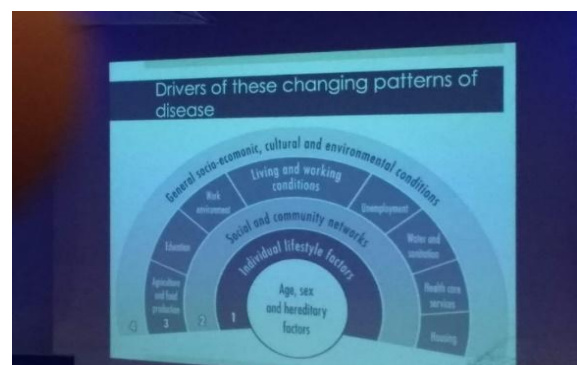 Drivers of these changing patterns of
disease
General socio-economic, cultural and environmental conditions
Living and working
conditions
Work
environment
Unemployment
Education
Water and
sanitation
Agriculture
and food
production
Health care
services
Housing
Social and community networks
Individual lifestyle factors
Age, sex
and hereditary
factors
3
2
1